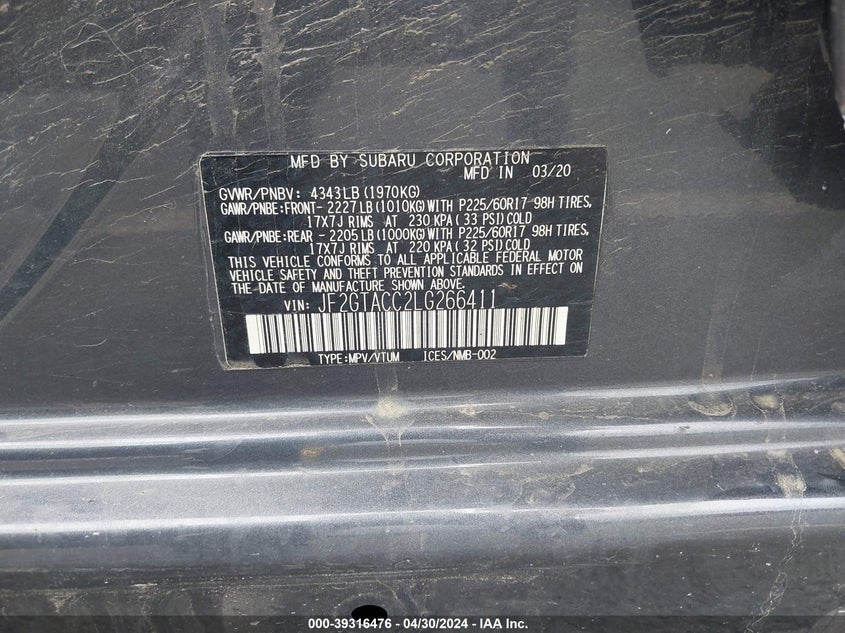 MFD BY SUBARU CORPORATION
MFD IN 03/20
GVWR/PNBV: 4343LB(1970KG)
GAWR/PNBE:FRONT- 2227LB(1010KG)WITH P225/60R17 98H TIRES,
17X7J RIMS AT 230 KPA(33 PSI)COLD
GAWR/PNBE:REAR - 2205LB(1000KG)WITH P225/60R17 98H TIRES,
17X7J RIMS AT 220 KPA(32 PSI)COLD
THIS VEHICLE CONFORMS TO ALL APPLICABLE FEDERAL MOTOR
VEHICLE SAFETY AND THEFT PREVENTION STANDARDS IN EFFECT ON
THE DATE OF MANUFACTURE SHOWN ABOVE.
VIN: JF2GTACC2LG266411
TYPE:MPV/VTUM ICES/NMB-002
000-39316476 - 04/30/2024 - IAA Inc.